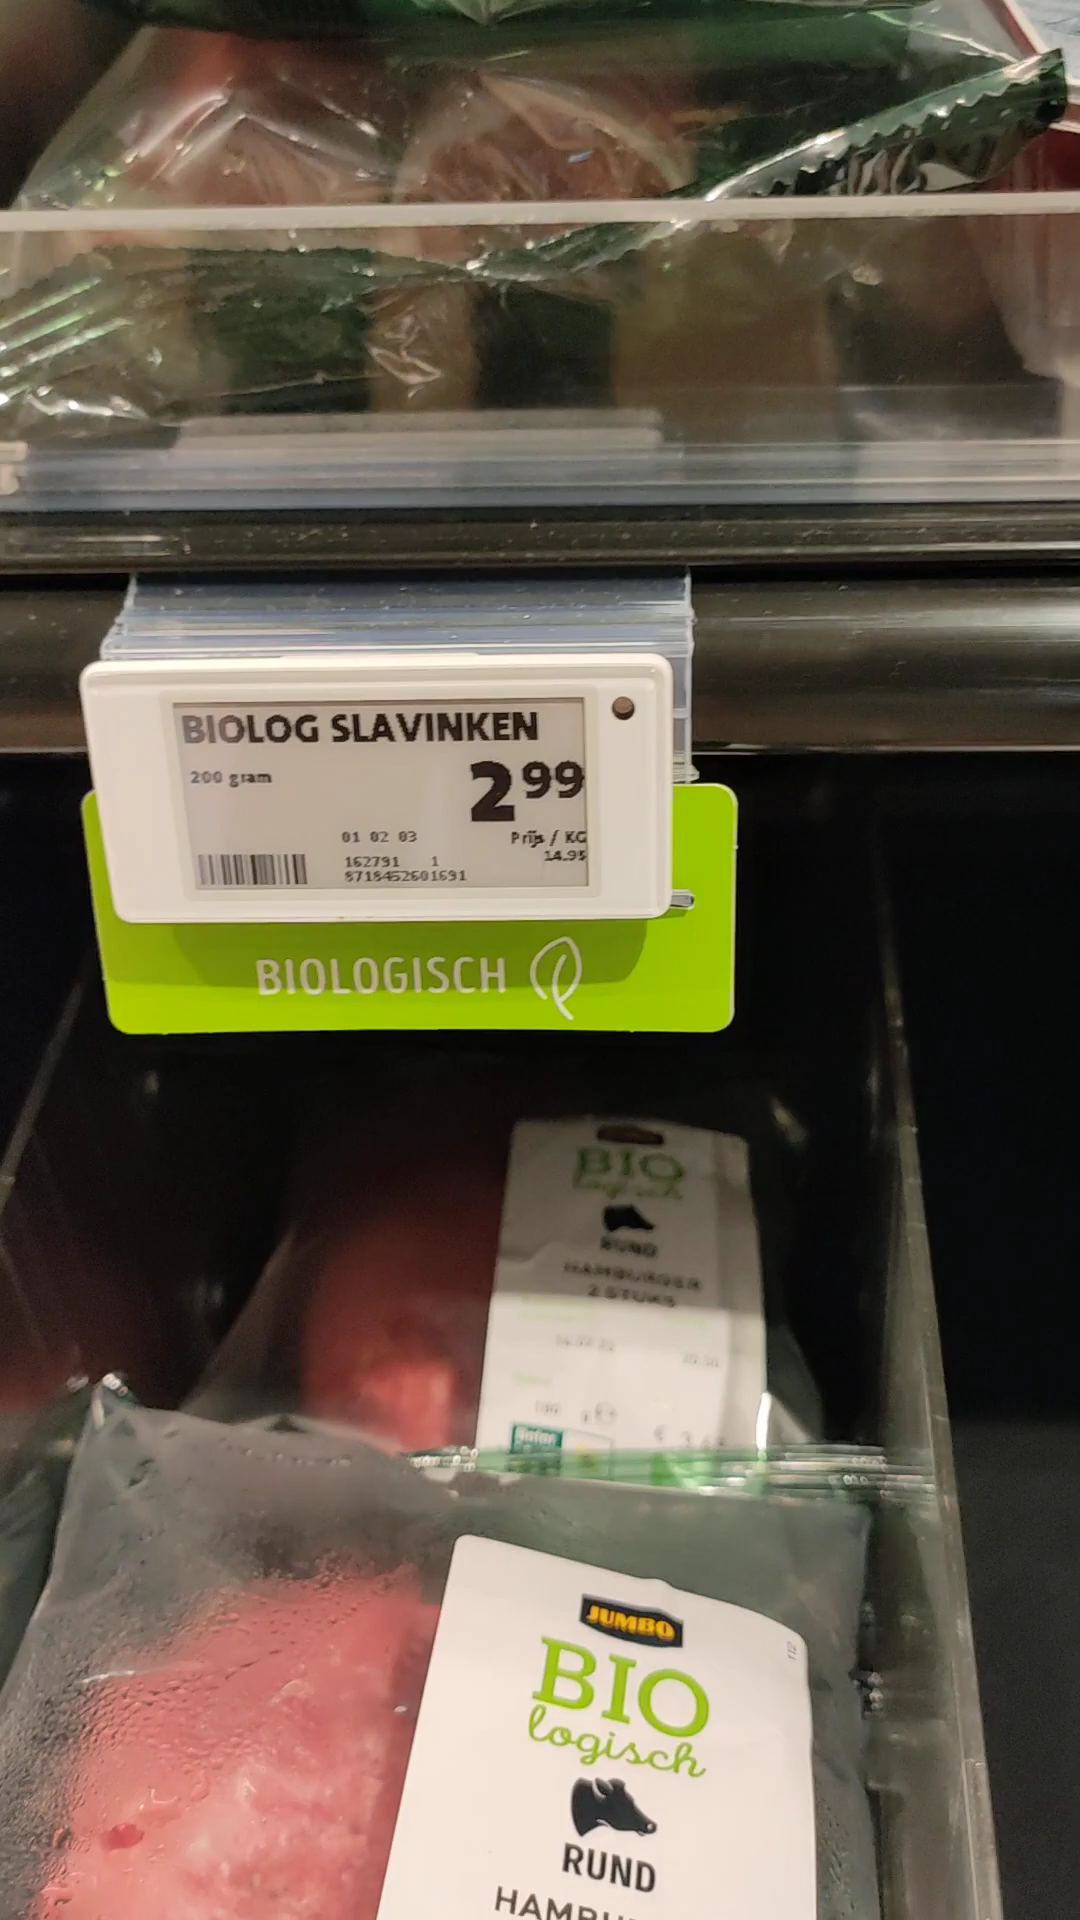 BIOLOG SLAVINKEN
200 gram
2 99
01 02 03
Prijs / KG
14.95
162791 1
8718452601691
BIOLOGISCH
BIO
logisch
RUND
HAMBURGER
2 STUKS
JUMBO
BIO
logisch
RUND